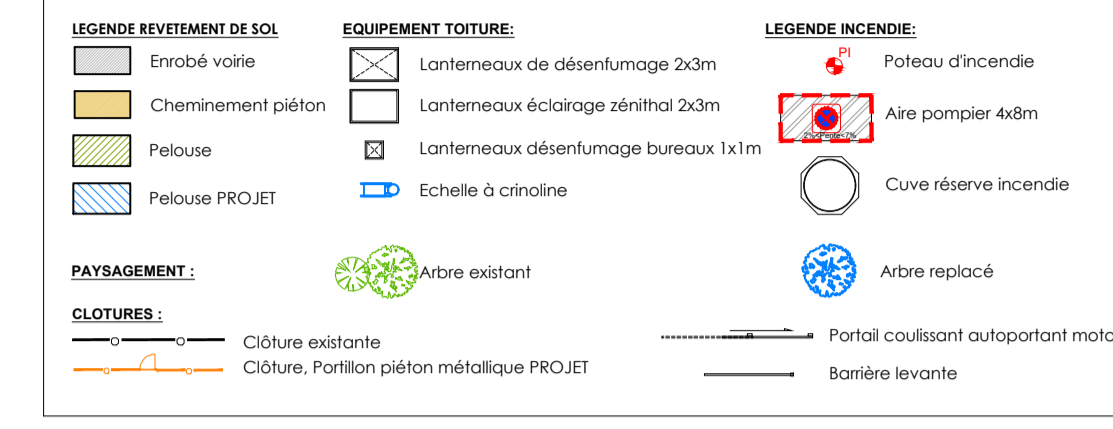 LEGENDE REVETEMENT DE SOL
Enrobé voirie
Cheminement piéton
Pelouse
Pelouse PROJET
EQUIPEMENT TOITURE:
Lanterneaux de désenfumage 2x3m
Lanterneaux éclairage zénithal 2x3m
Lanterneaux désenfumage bureaux 1x1m
Echelle à crinoline
LEGENDE INCENDIE:
PI
Poteau d'incendie
2%<Pente<7%
Aire pompier 4x8m
Cuve réserve incendie
PAYSAGEMENT :
Arbre existant
Arbre replacé
CLOTURES :
Clôture existante
Clôture, Portillon piéton métallique PROJET
Portail coulissant autoportant moto
Barrière levante